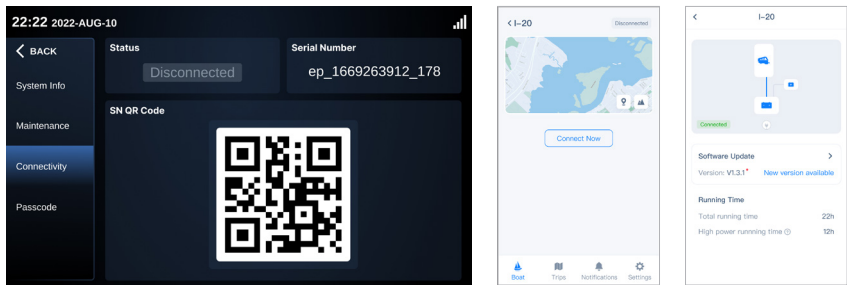 22:22 2022-AUG-10
BACK
System Info
Maintenance
Connectivity
Passcode
Status
Disconnected
Serial Number
ep_1669263912_178
SN QR Code
I-20
Disconnected
Connect Now
Boat
Trips
Notifications
Settings
I-20
Connected
Software Update
Version: V1.3.1*
New version available
Running Time
Total running time
22h
High power runnning time
12h